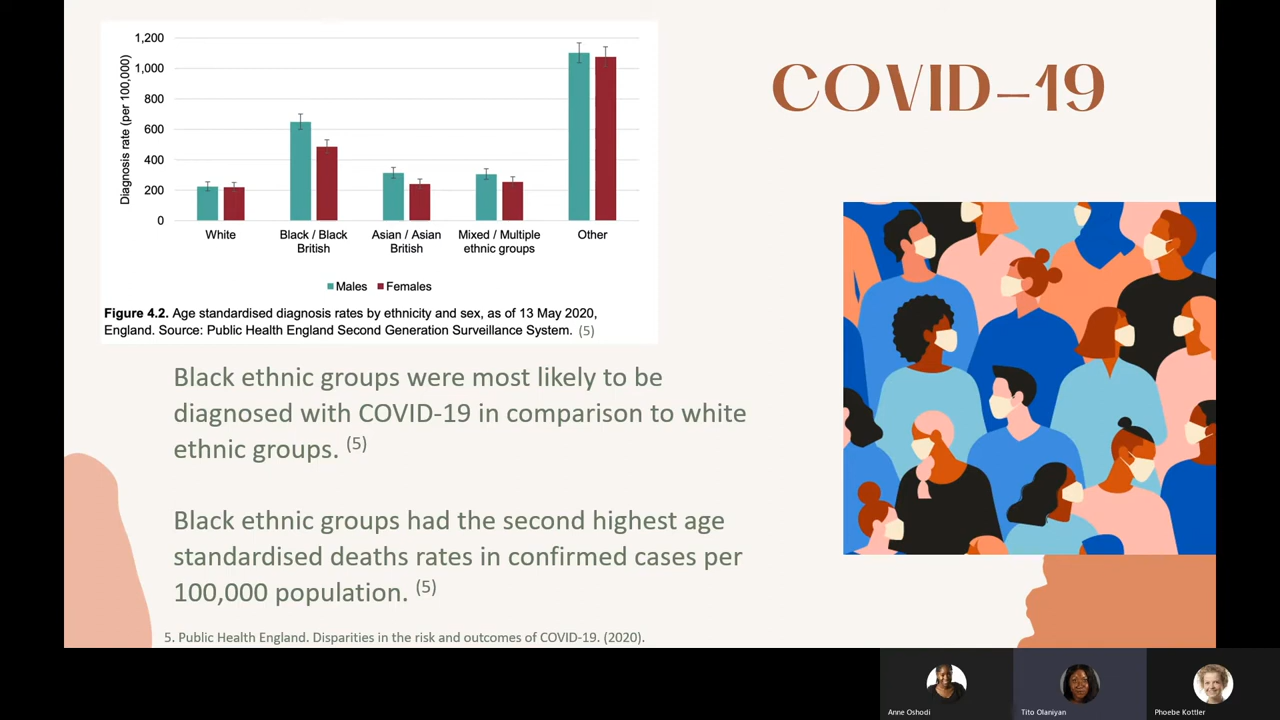 1,200
1,000
800
600
400
200
0
Diagnosis rate (per 100,000)
White
Black / Black
British
Asian / Asian
British
Mixed / Multiple
ethnic groups
Other
Males Females
Figure 4.2. Age standardised diagnosis rates by ethnicity and sex, as of 13 May 2020,
England. Source: Public Health England Second Generation Surveillance System. (5)
COVID-19
Black ethnic groups were most likely to be
diagnosed with COVID-19 in comparison to white
ethnic groups. (5)
Black ethnic groups had the second highest age
standardised deaths rates in confirmed cases per
100,000 population. (5)
5. Public Health England. Disparities in the risk and outcomes of COVID-19. (2020).
Anne Oshodi
Tito Olaniyan
Phoebe Kottler